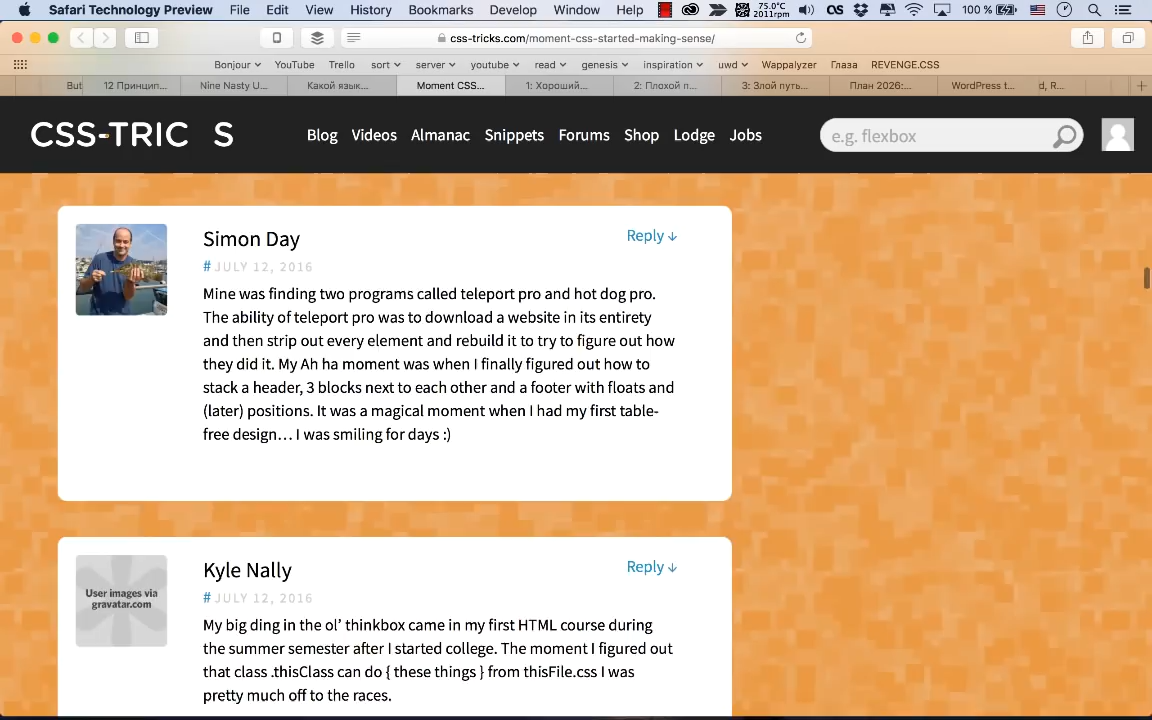 Safari Technology Preview File Edit View History Bookmarks Develop Window Help 75.0°C 2011rpm 100 %
css-tricks.com/moment-css-started-making-sense/
Bonjour YouTube Trello sort server youtube read genesis inspiration uwd Wappalyzer Глаза REVENGE.CSS
But 12 Принцип... Nine Nasty U... Какой язык... Moment CSS... 1: Хороший... 2: Плохой п... 3: Злой путь... План 2026:... WordPress t... d, R...
CSS-TRIC S Blog Videos Almanac Snippets Forums Shop Lodge Jobs e.g. flexbox
Simon Day Reply ↓
# JULY 12, 2016
Mine was finding two programs called teleport pro and hot dog pro.
The ability of teleport pro was to download a website in its entirety
and then strip out every element and rebuild it to try to figure out how
they did it. My Ah ha moment was when I finally figured out how to
stack a header, 3 blocks next to each other and a footer with floats and
(later) positions. It was a magical moment when I had my first table-
free design… I was smiling for days :)
Kyle Nally Reply ↓
User images via
gravatar.com
# JULY 12, 2016
My big ding in the ol’ thinkbox came in my first HTML course during
the summer semester after I started college. The moment I figured out
that class .thisClass can do { these things } from thisFile.css I was
pretty much off to the races.